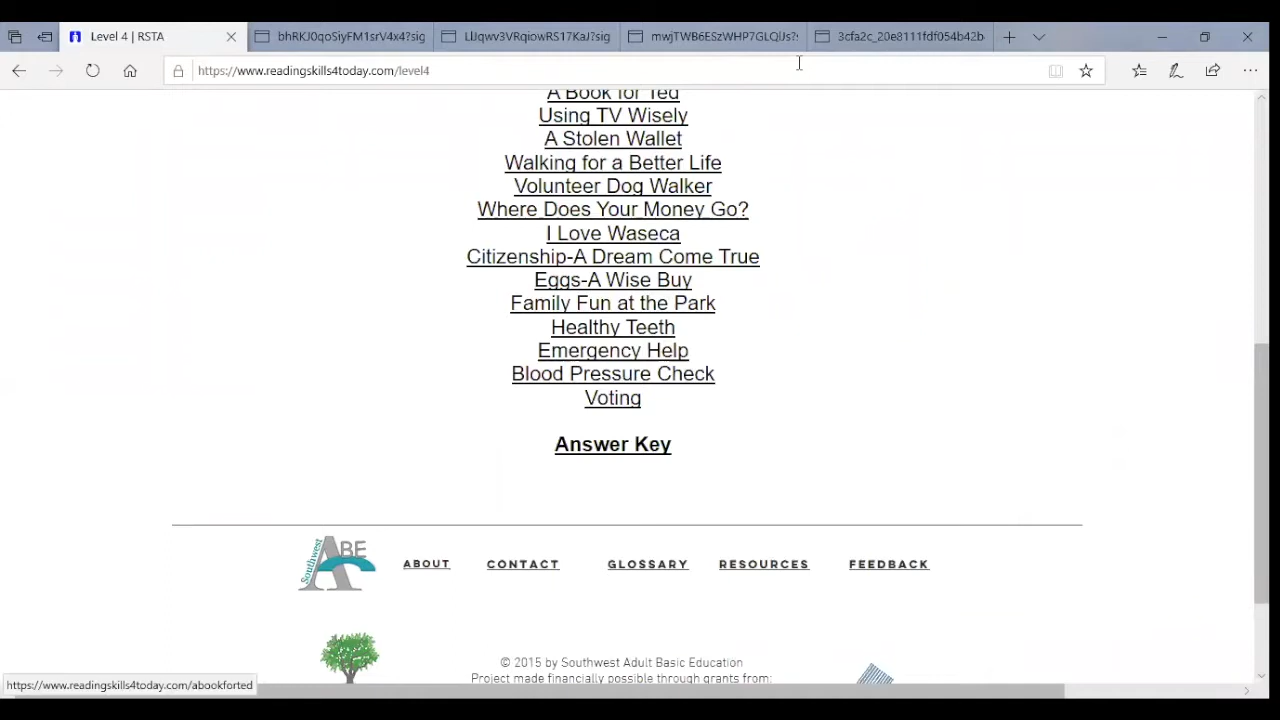 Level 4 | RSTA
bhRKJ0qoSiyFM1srV4x4?sig
LlJqwv3VRqiowRS17KaJ?sig
mwjTWB6ESzWHP7GLQlJs?s
3cfa2c_20e8111fdf054b42b
https://www.readingskills4today.com/level4
A Book for Ted
Using TV Wisely
A Stolen Wallet
Walking for a Better Life
Volunteer Dog Walker
Where Does Your Money Go?
I Love Waseca
Citizenship-A Dream Come True
Eggs-A Wise Buy
Family Fun at the Park
Healthy Teeth
Emergency Help
Blood Pressure Check
Voting
Answer Key
Southwest ABE
ABOUT
CONTACT
GLOSSARY
RESOURCES
FEEDBACK
© 2015 by Southwest Adult Basic Education
Project made financially possible through grants from:
https://www.readingskills4today.com/abookforted